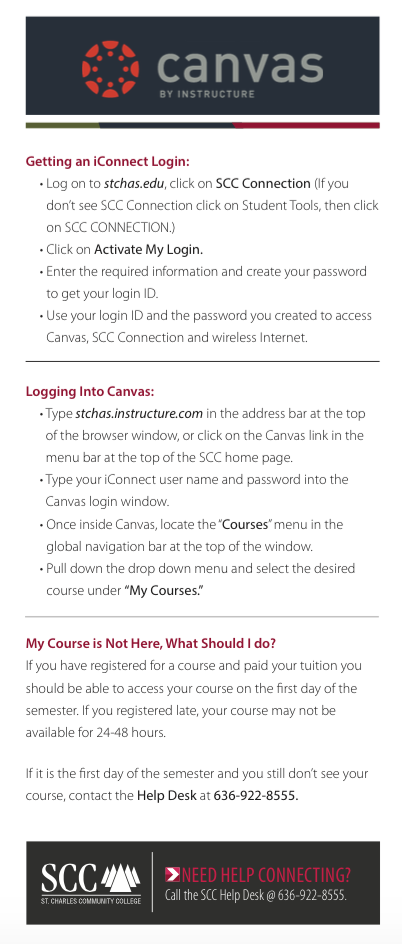 canvas
BY INSTRUCTURE
Getting an iConnect Login:
• Log on to stchas.edu, click on SCC Connection (If you
don't see SCC Connection click on Student Tools, then click
on SCC CONNECTION.)
• Click on Activate My Login.
• Enter the required information and create your password
to get your login ID.
• Use your login ID and the password you created to access
Canvas, SCC Connection and wireless Internet.
Logging Into Canvas:
• Type stchas.instructure.com in the address bar at the top
of the browser window, or click on the Canvas link in the
menu bar at the top of the SCC home page.
• Type your iConnect user name and password into the
Canvas login window.
• Once inside Canvas, locate the “Courses” menu in the
global navigation bar at the top of the window.
• Pull down the drop down menu and select the desired
course under “My Courses.”
My Course is Not Here, What Should I do?
If you have registered for a course and paid your tuition you
should be able to access your course on the first day of the
semester. If you registered late, your course may not be
available for 24-48 hours.
If it is the first day of the semester and you still don't see your
course, contact the Help Desk at 636-922-8555.
SCC
ST. CHARLES COMMUNITY COLLEGE
NEED HELP CONNECTING?
Call the SCC Help Desk @ 636-922-8555.